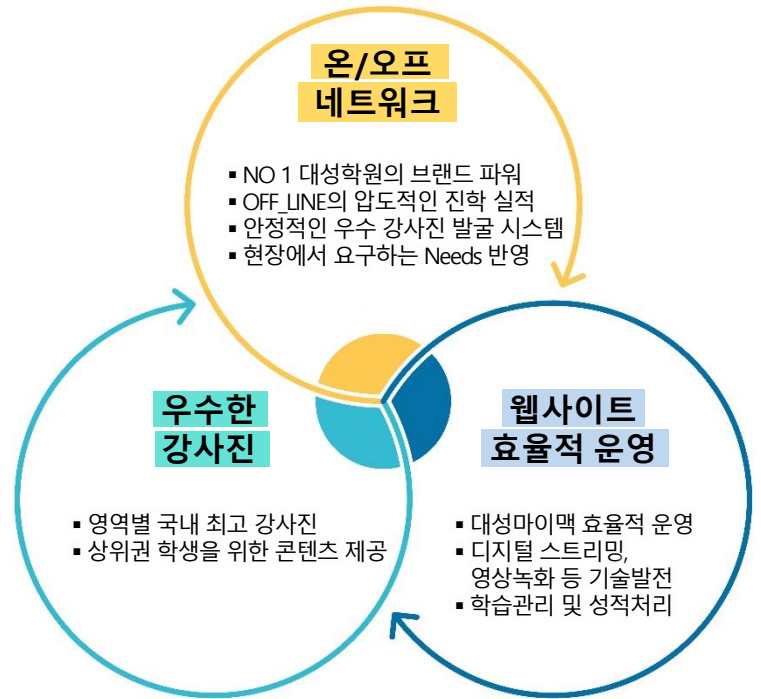 온/오프
네트워크
▪ NO 1 대성학원의 브랜드 파워
▪ OFF_LINE의 압도적인 진학 실적
▪ 안정적인 우수 강사진 발굴 시스템
▪ 현장에서 요구하는 Needs 반영
우수한
강사진
▪ 영역별 국내 최고 강사진
▪ 상위권 학생을 위한 콘텐츠 제공
웹사이트
효율적 운영
▪ 대성마이맥 효율적 운영
▪ 디지털 스트리밍,
영상녹화 등 기술발전
▪ 학습관리 및 성적처리